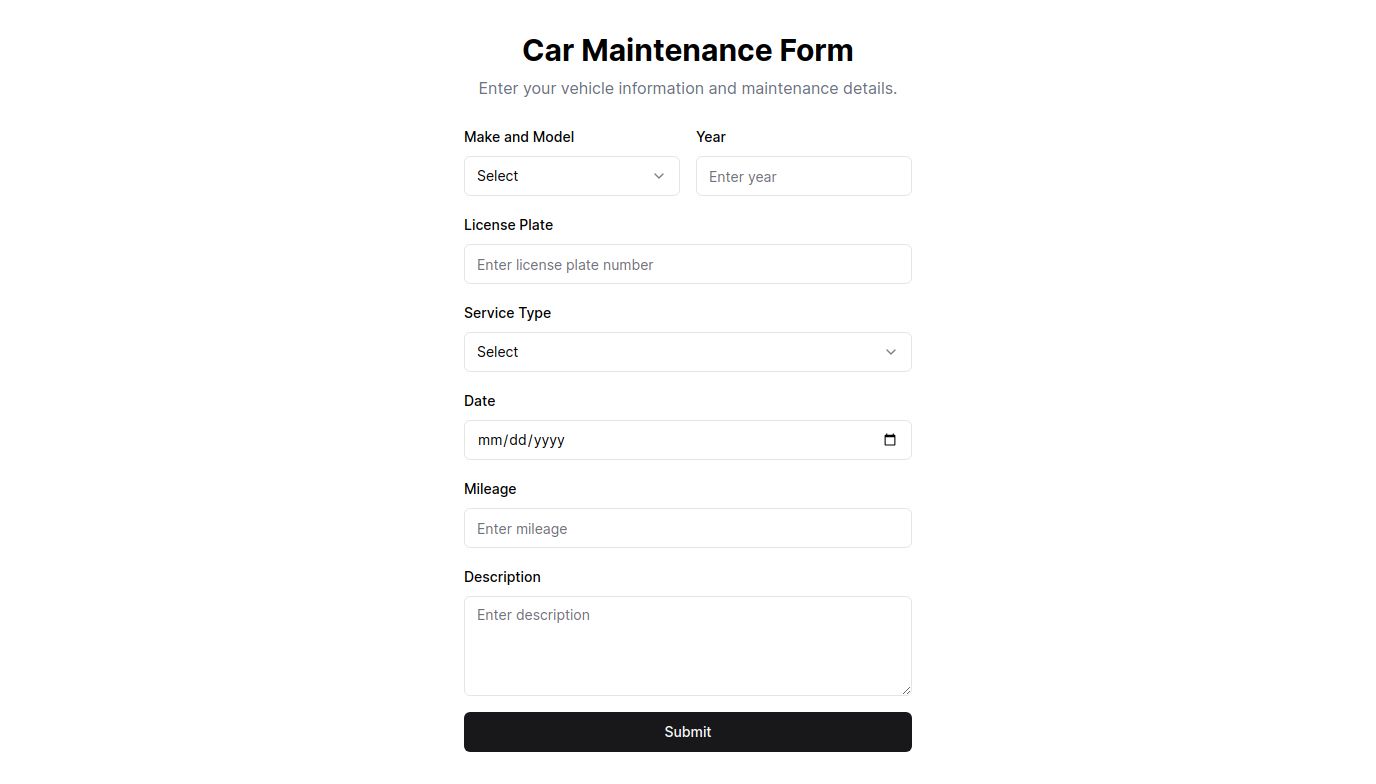 Car Maintenance Form
Enter your vehicle information and maintenance details.
Make and Model Year
Select Enter year
License Plate
Enter license plate number
Service Type
Select
Date
mm/dd/yyyy
Mileage
Enter mileage
Description
Enter description
Submit